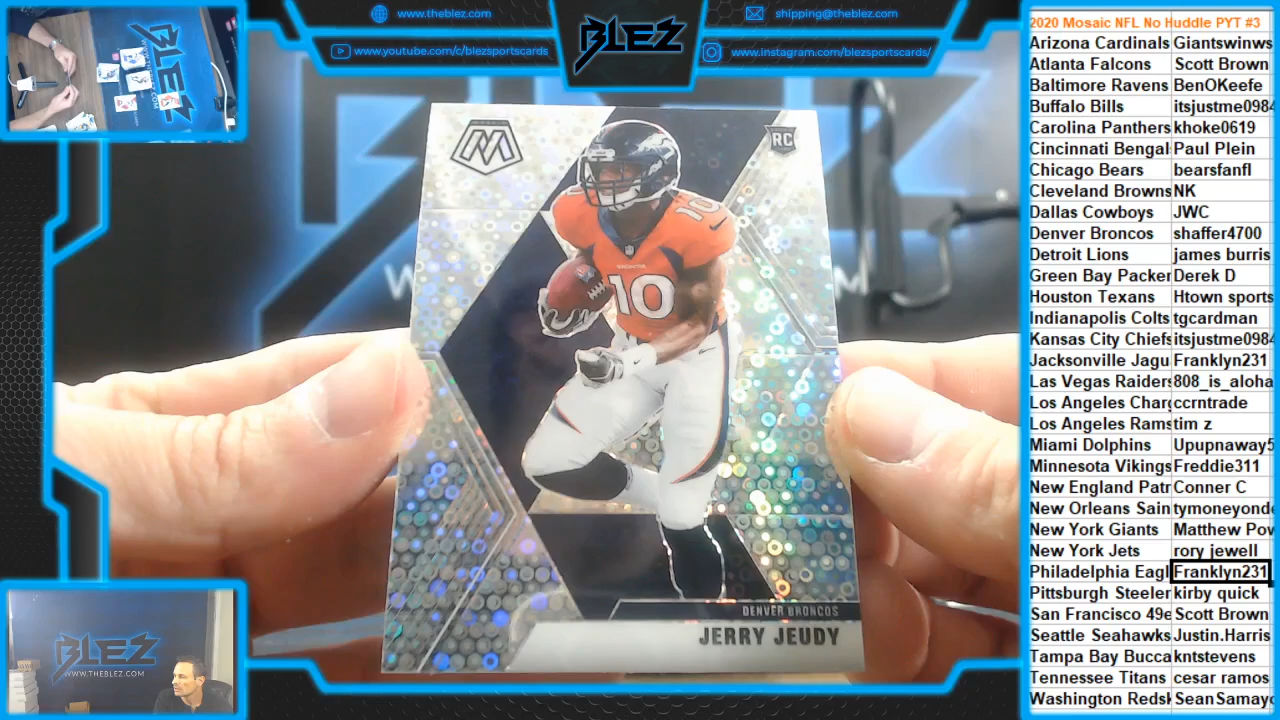 www.theblez.com
shipping@theblez.com
BLEZ
www.youtube.com/c/blezsportscards
www.instagram.com/blezsportscards/
RC
10
10
DENVER BRONCOS
JERRY JEUDY
BLEZ
WWW.THEBLEZ.COM
2020 Mosaic NFL No Huddle PYT #3
Arizona Cardinals Giantswinws
Atlanta Falcons Scott Brown
Baltimore Ravens BenOKeefe
Buffalo Bills itsjustme0984
Carolina Panthers khoke0619
Cincinnati Bengal Paul Plein
Chicago Bears bearsfanfl
Cleveland Browns NK
Dallas Cowboys JWC
Denver Broncos shaffer4700
Detroit Lions james burris
Green Bay Packer Derek D
Houston Texans Htown sports
Indianapolis Colts tgcardman
Kansas City Chiefs itsjustme0984
Jacksonville Jagu Franklyn231
Las Vegas Raiders 808_is_aloha
Los Angeles Charg ccrntrade
Los Angeles Rams tim z
Miami Dolphins Upupnaway5
Minnesota Vikings Freddie311
New England Patr Conner C
New Orleans Sain tymoneyond
New York Giants Matthew Pov
New York Jets rory jewell
Philadelphia Eagl Franklyn231
Pittsburgh Steeler kirby quick
San Francisco 49e Scott Brown
Seattle Seahawks Justin.Harris
Tampa Bay Bucca kntstevens
Tennessee Titans cesar ramos
Washington Redsk SeanSamay